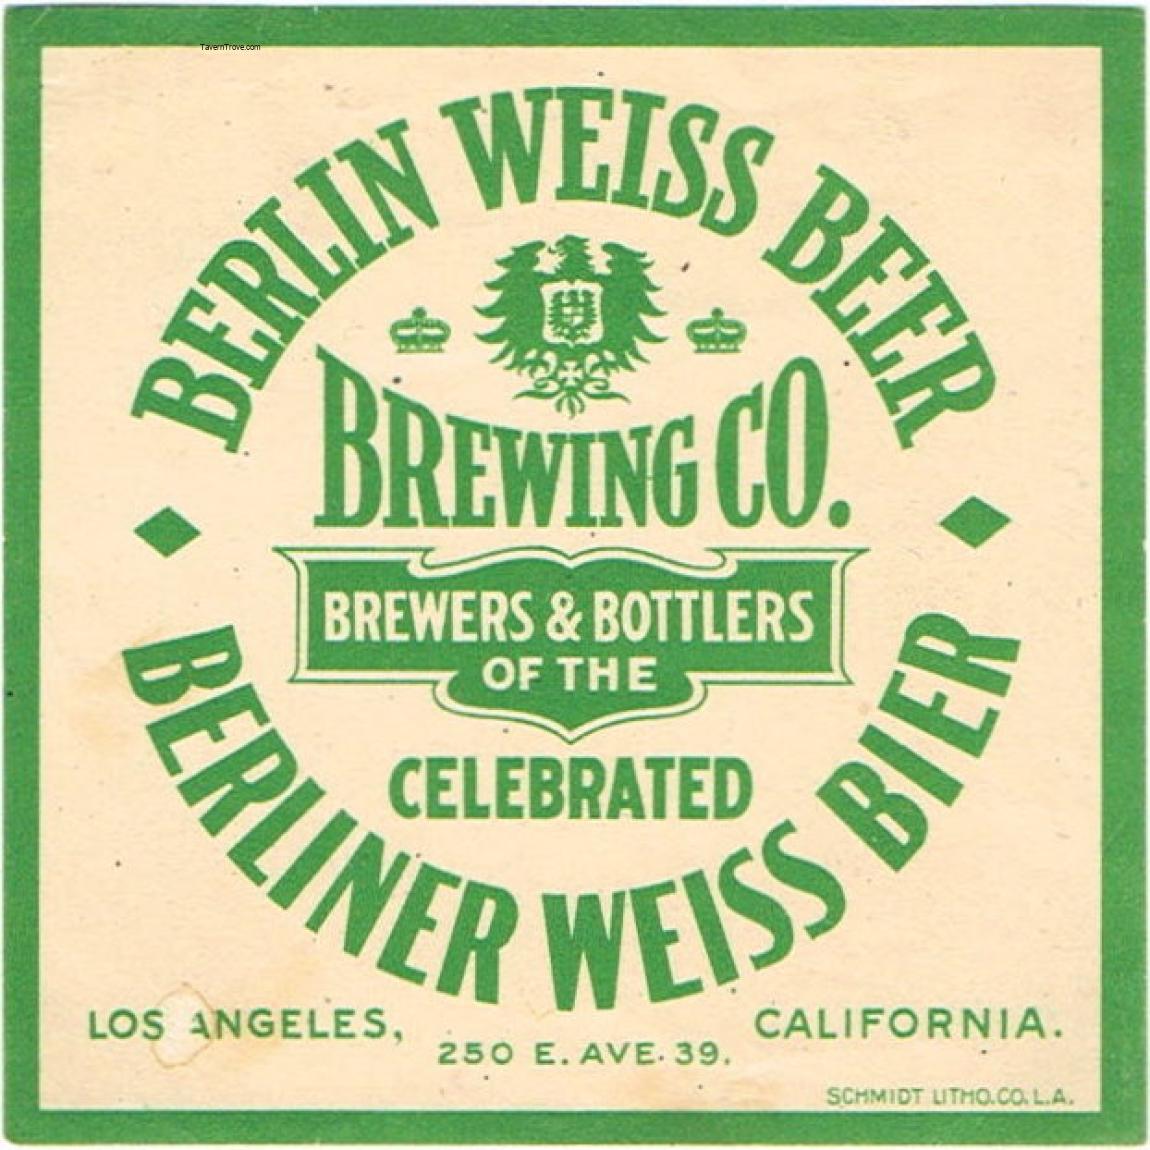 TavernTrove.com
BERLIN WEISS BEER
BREWING CO.
BREWERS & BOTTLERS
OF THE
CELEBRATED
BERLINER WEISS BIER
LOS ANGELES, CALIFORNIA.
250 E. AVE. 39.
SCHMIDT LITHO.CO. L.A.